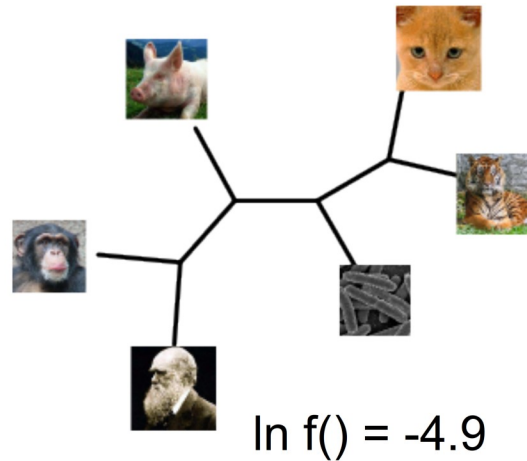 ln f() = -4.9